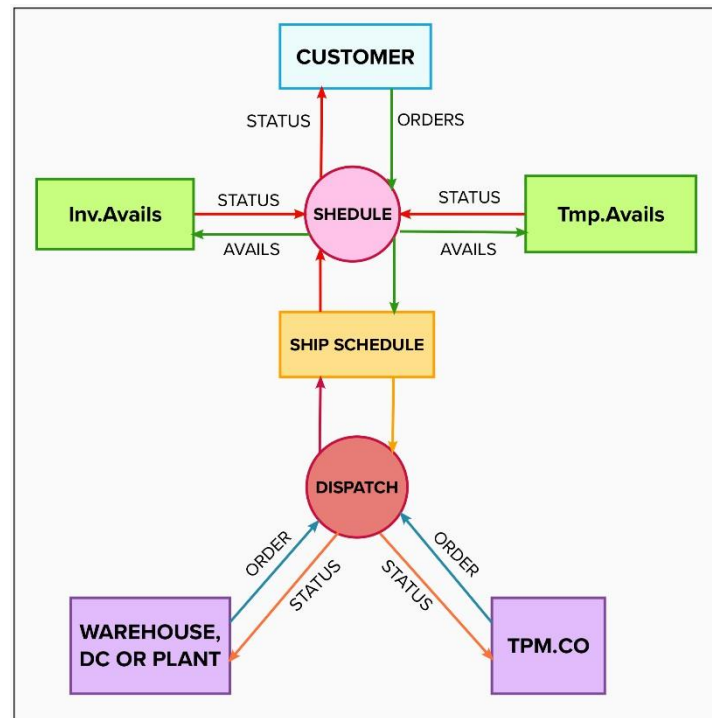 CUSTOMER
STATUS
ORDERS
Inv.Avails
STATUS
SHEDULE
STATUS
Tmp.Avails
AVAILS
AVAILS
SHIP SCHEDULE
DISPATCH
ORDER
STATUS
STATUS
ORDER
WAREHOUSE,
DC OR PLANT
TPM.CO